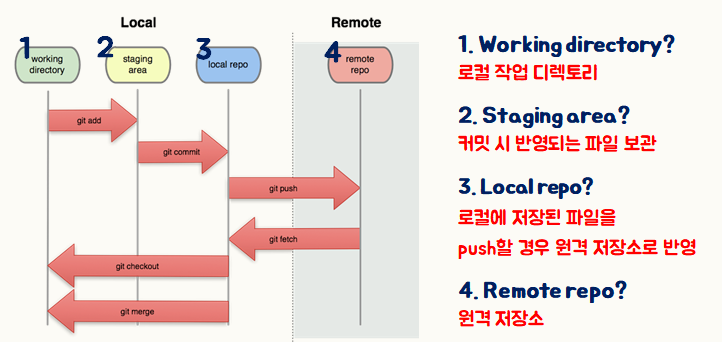 Local
Remote
1
2
3
4
working
directory
staging
area
local repo
remote
repo
git add
git commit
git push
git fetch
git checkout
git merge
1. Working directory?
로컬 작업 디렉토리
2. Staging area?
커밋 시 반영되는 파일 보관
3. Local repo?
로컬에 저장된 파일을
push할 경우 원격 저장소로 반영
4. Remote repo?
원격 저장소